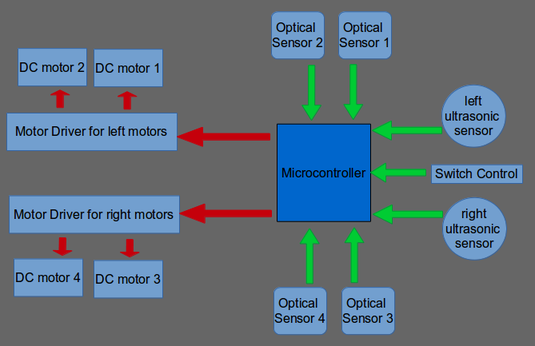 Optical
Sensor 2
Optical
Sensor 1
DC motor 2
DC motor 1
left
ultrasonic
sensor
Motor Driver for left motors
Microcontroller
Switch Control
Motor Driver for right motors
right
ultrasonic
sensor
DC motor 4
DC motor 3
Optical
Sensor 4
Optical
Sensor 3